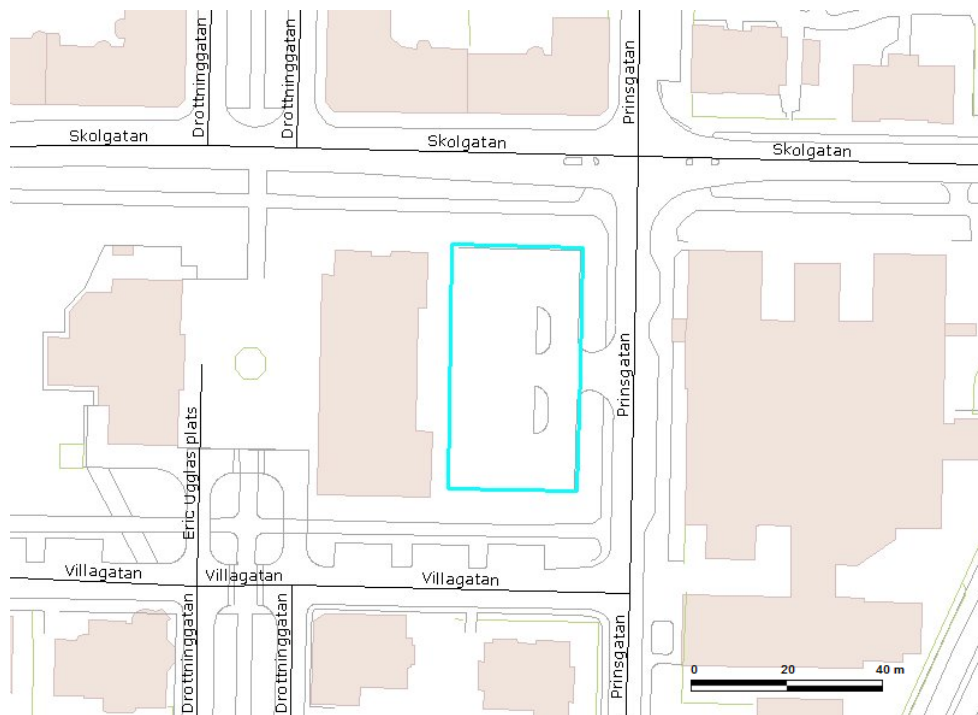 Drottninggatan
Drottninggatan
Prinsgatan
Skolgatan
Skolgatan
Skolgatan
Prinsgatan
Eric Ugglas plats
Villagatan
Villagatan
Villagatan
Drottninggatan
Drottninggatan
Prinsgatan
0 20 40 m